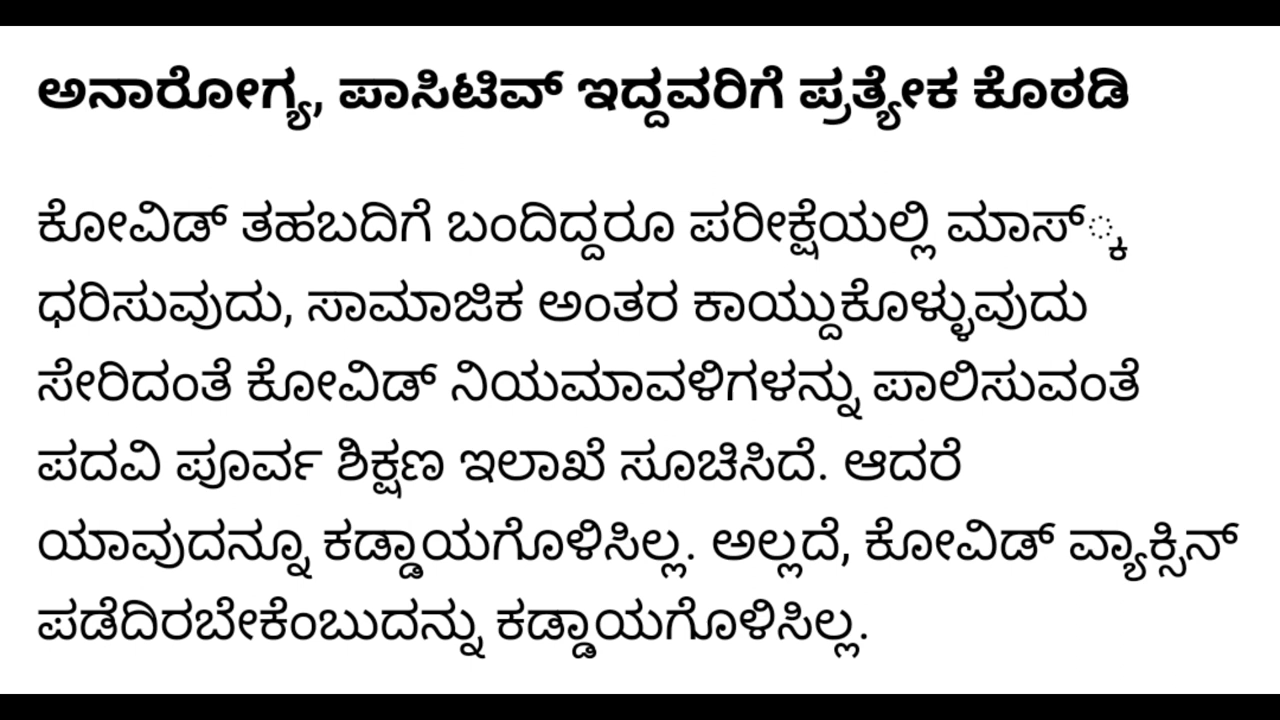 ಅನಾರೋಗ್ಯ, ಪಾಸಿಟಿವ್ ಇದ್ದವರಿಗೆ ಪ್ರತ್ಯೇಕ ಕೊಠಡಿ
ಕೋವಿಡ್ ತಹಬದಿಗೆ ಬಂದಿದ್ದರೂ ಪರೀಕ್ಷೆಯಲ್ಲಿ ಮಾಸ್‌್ಕ
ಧರಿಸುವುದು, ಸಾಮಾಜಿಕ ಅಂತರ ಕಾಯ್ದುಕೊಳ್ಳುವುದು
ಸೇರಿದಂತೆ ಕೋವಿಡ್ ನಿಯಮಾವಳಿಗಳನ್ನು ಪಾಲಿಸುವಂತೆ
ಪದವಿ ಪೂರ್ವ ಶಿಕ್ಷಣ ಇಲಾಖೆ ಸೂಚಿಸಿದೆ. ಆದರೆ
ಯಾವುದನ್ನೂ ಕಡ್ಡಾಯಗೊಳಿಸಿಲ್ಲ. ಅಲ್ಲದೆ, ಕೋವಿಡ್ ವ್ಯಾಕ್ಸಿನ್
ಪಡೆದಿರಬೇಕೆಂಬುದನ್ನು ಕಡ್ಡಾಯಗೊಳಿಸಿಲ್ಲ.